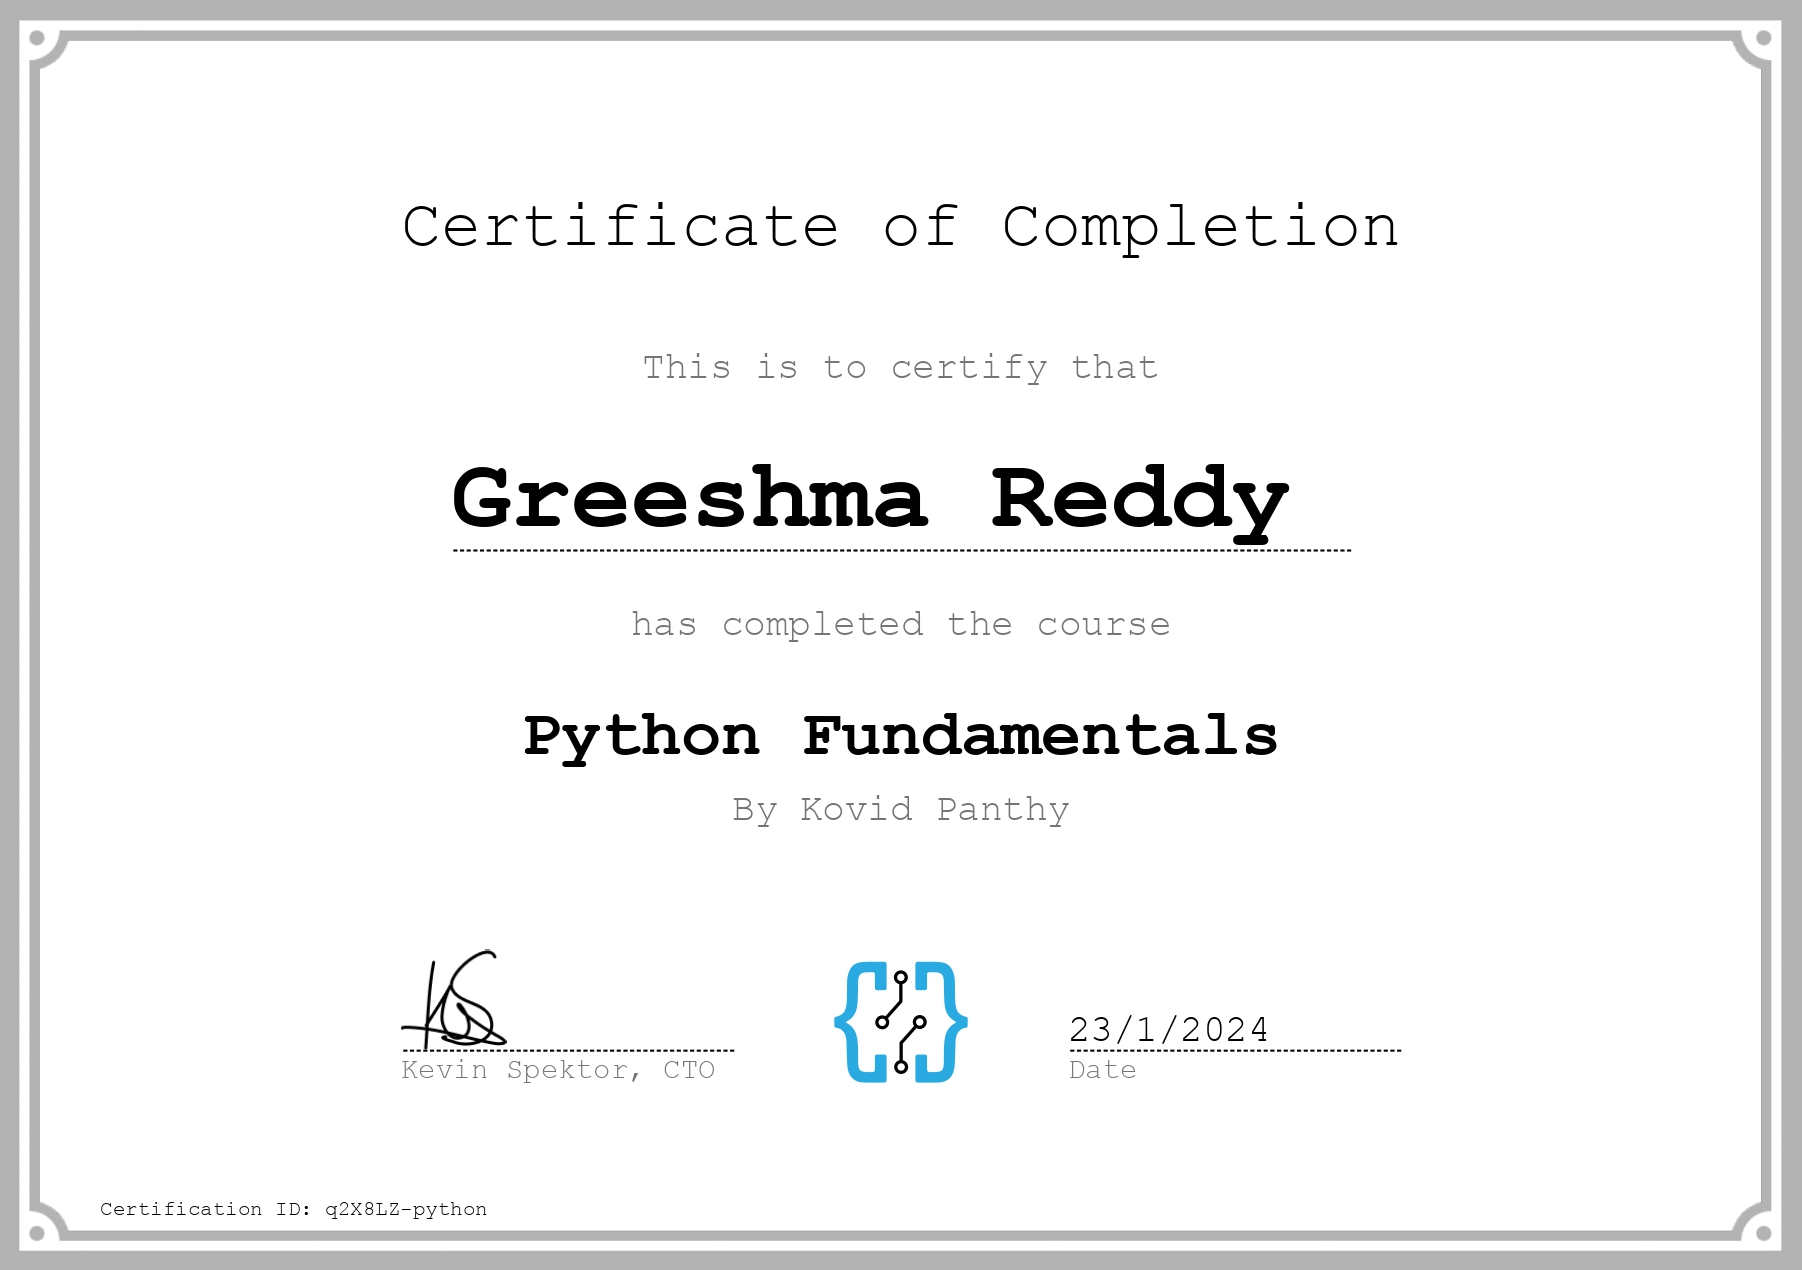 Certificate of Completion
This is to certify that
Greeshma Reddy
has completed the course
Python Fundamentals
By Kovid Panthy
23/1/2024
Kevin Spektor, CTO
Date
Certification ID: q2X8LZ-python